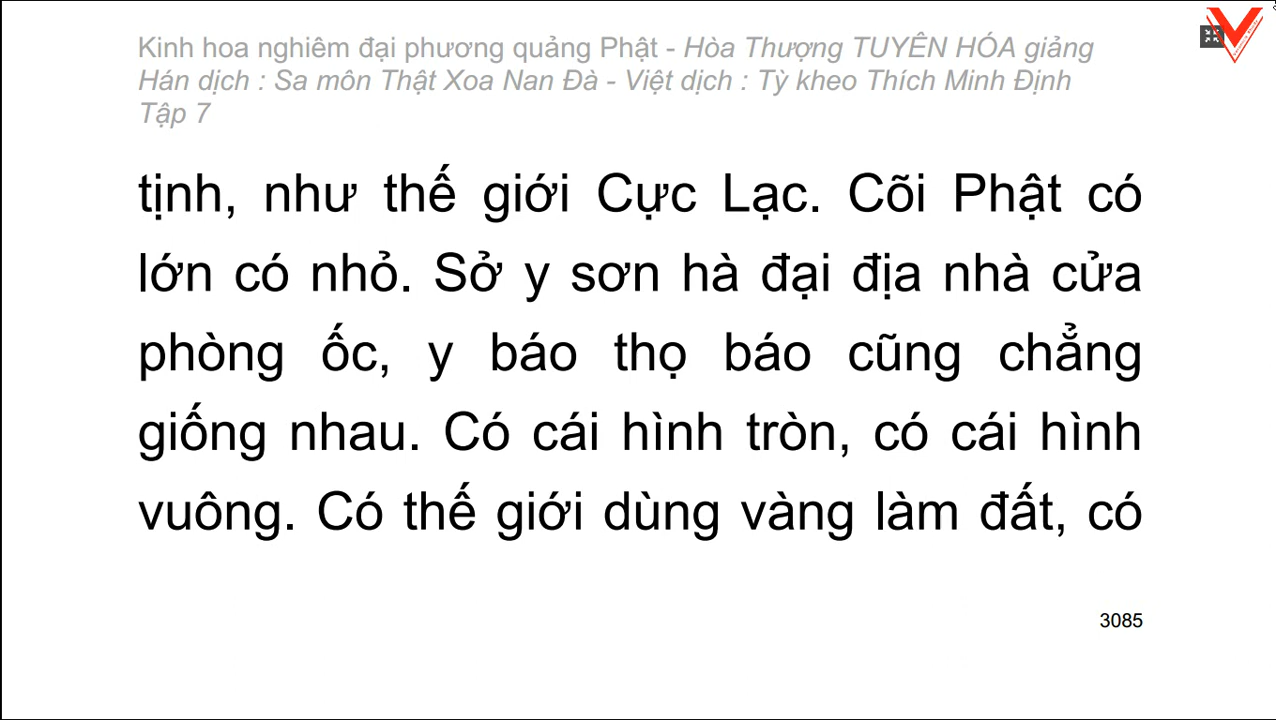 Kinh hoa nghiêm đại phương quảng Phật - Hòa Thượng TUYÊN HÓA giảng
Hán dịch : Sa môn Thật Xoa Nan Đà - Việt dịch : Tỳ kheo Thích Minh Định
Tập 7
tịnh, như thế giới Cực Lạc. Cõi Phật có
lớn có nhỏ. Sở y sơn hà đại địa nhà cửa
phòng ốc, y báo thọ báo cũng chẳng
giống nhau. Có cái hình tròn, có cái hình
vuông. Có thế giới dùng vàng làm đất, có
3085